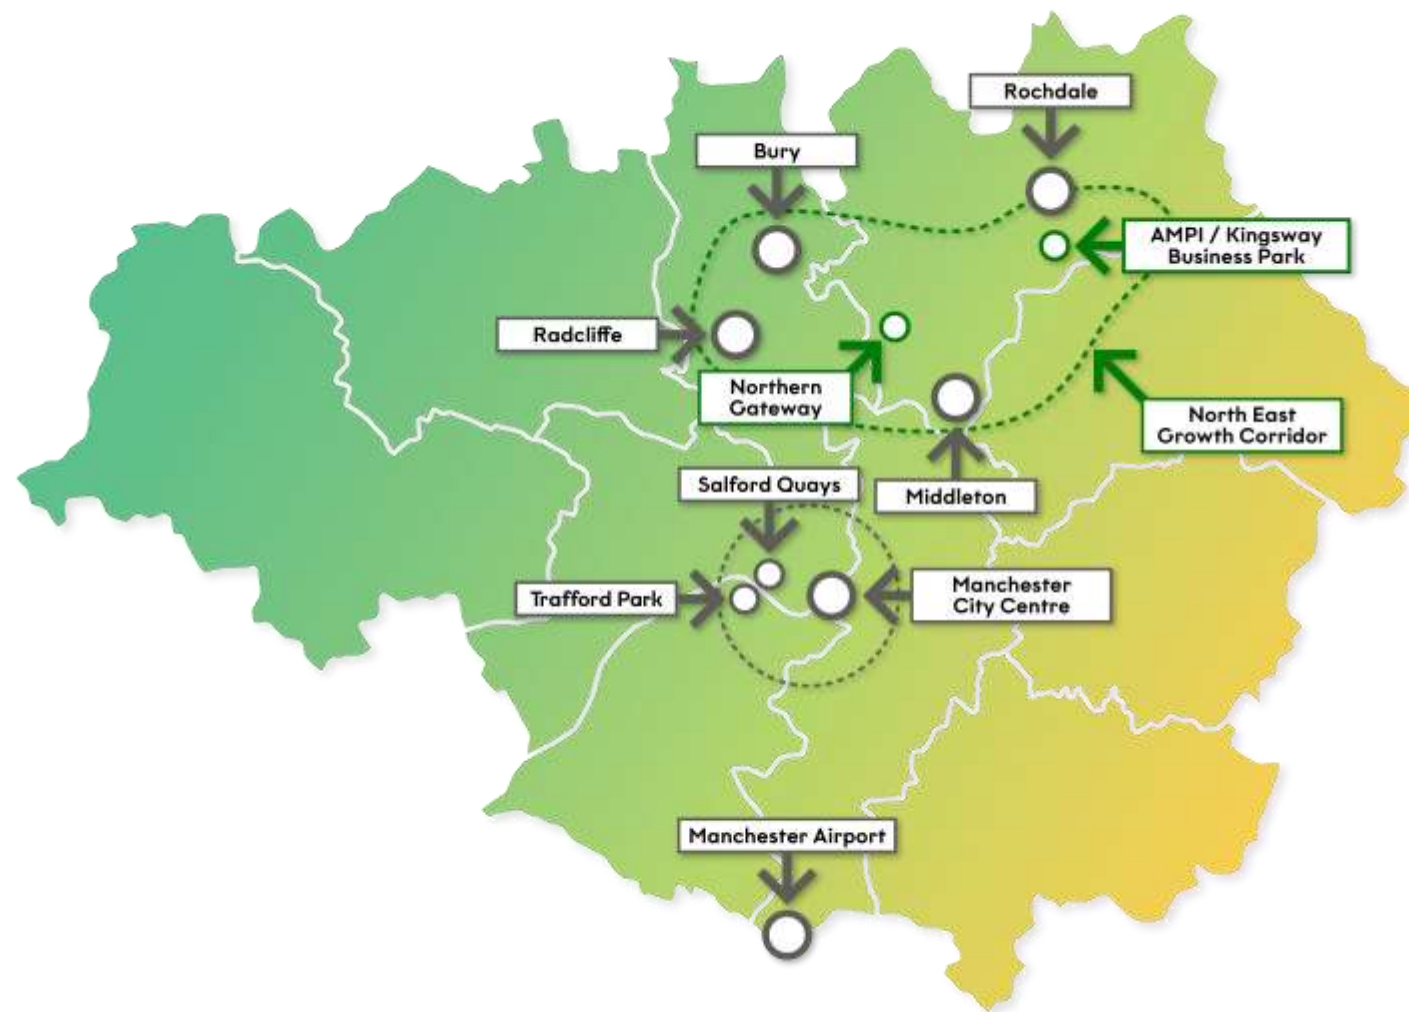 Rochdale
Bury
AMPI / Kingsway
Business Park
Radcliffe
Northern
Gateway
North East
Growth Corridor
Salford Quays
Middleton
Trafford Park
Manchester
City Centre
Manchester Airport